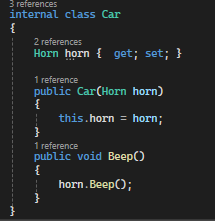 3 references
internal class Car
{
2 references
Horn horn { get; set; }
1 reference
public Car(Horn horn)
{
this.horn = horn;
}
1 reference
public void Beep()
{
horn.Beep();
}
}